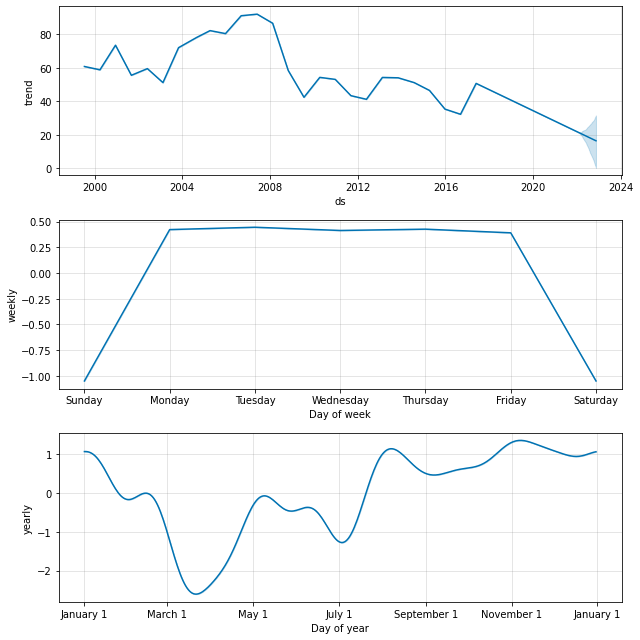 trend
80
60
40
20
0
2000 2004 2008 2012 2016 2020 2024
ds
weekly
0.50
0.25
0.00
−0.25
−0.50
−0.75
−1.00
Sunday Monday Tuesday Wednesday Thursday Friday Saturday
Day of week
yearly
1
0
−1
−2
January 1 March 1 May 1 July 1 September 1 November 1 January 1
Day of year